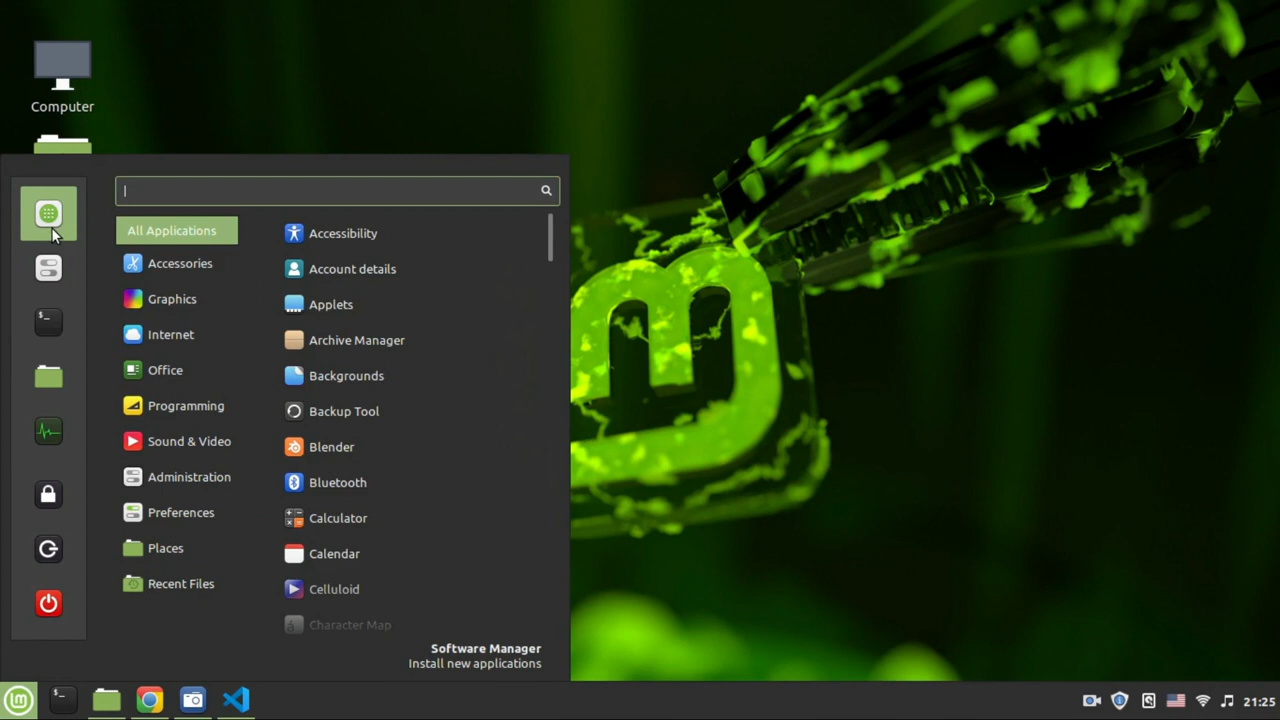 Computer
All Applications
Accessories
Graphics
Internet
Office
Programming
Sound & Video
Administration
Preferences
Places
Recent Files
Accessibility
Account details
Applets
Archive Manager
Backgrounds
Backup Tool
Blender
Bluetooth
Calculator
Calendar
Celluloid
Character Map
Software Manager
Install new applications
21:25